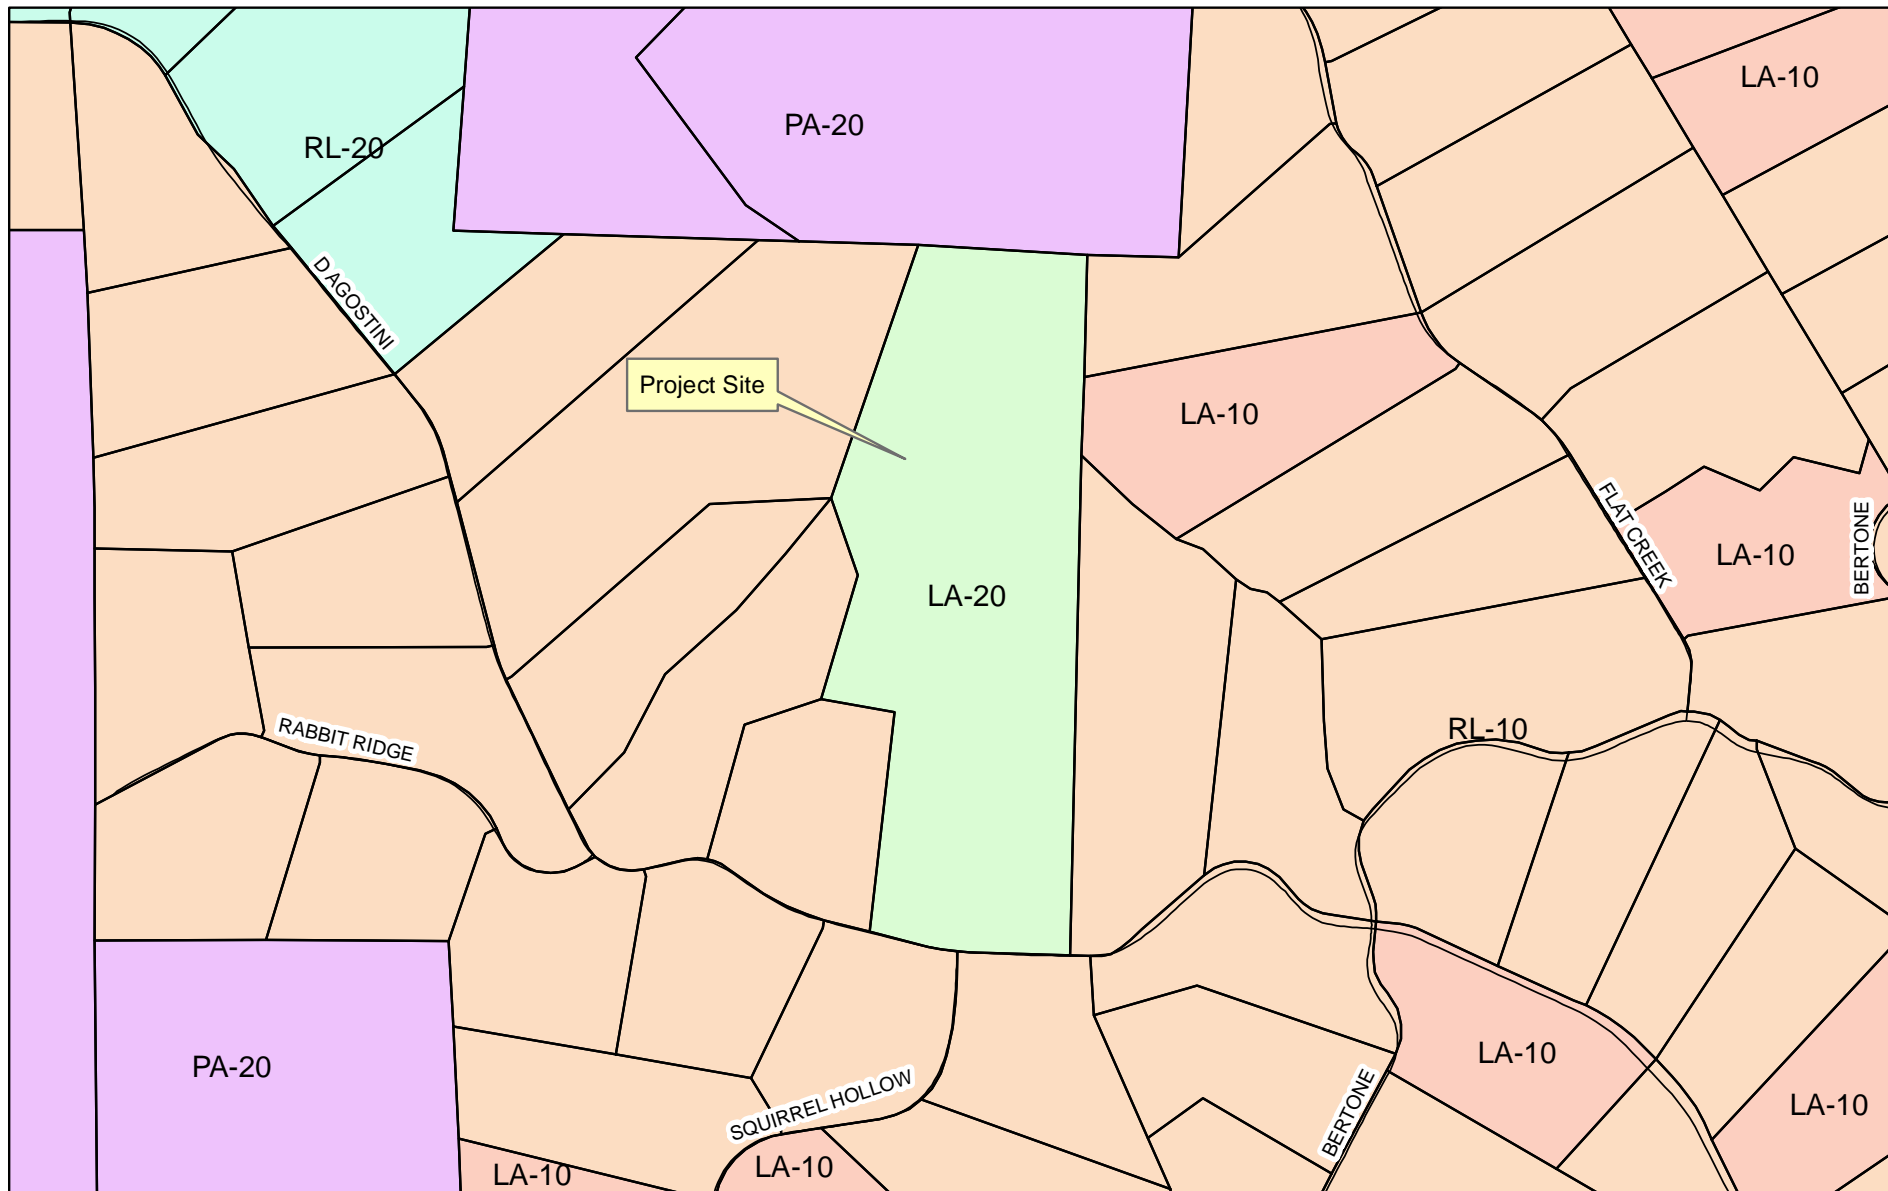 LA-10
PA-20
RL-20
D AGOSTINI
Project Site
LA-10
FLAT CREEK
BERTONE
LA-10
LA-20
RABBIT RIDGE
RL-10
LA-10
PA-20
SQUIRREL HOLLOW
BERTONE
LA-10
LA-10
LA-10